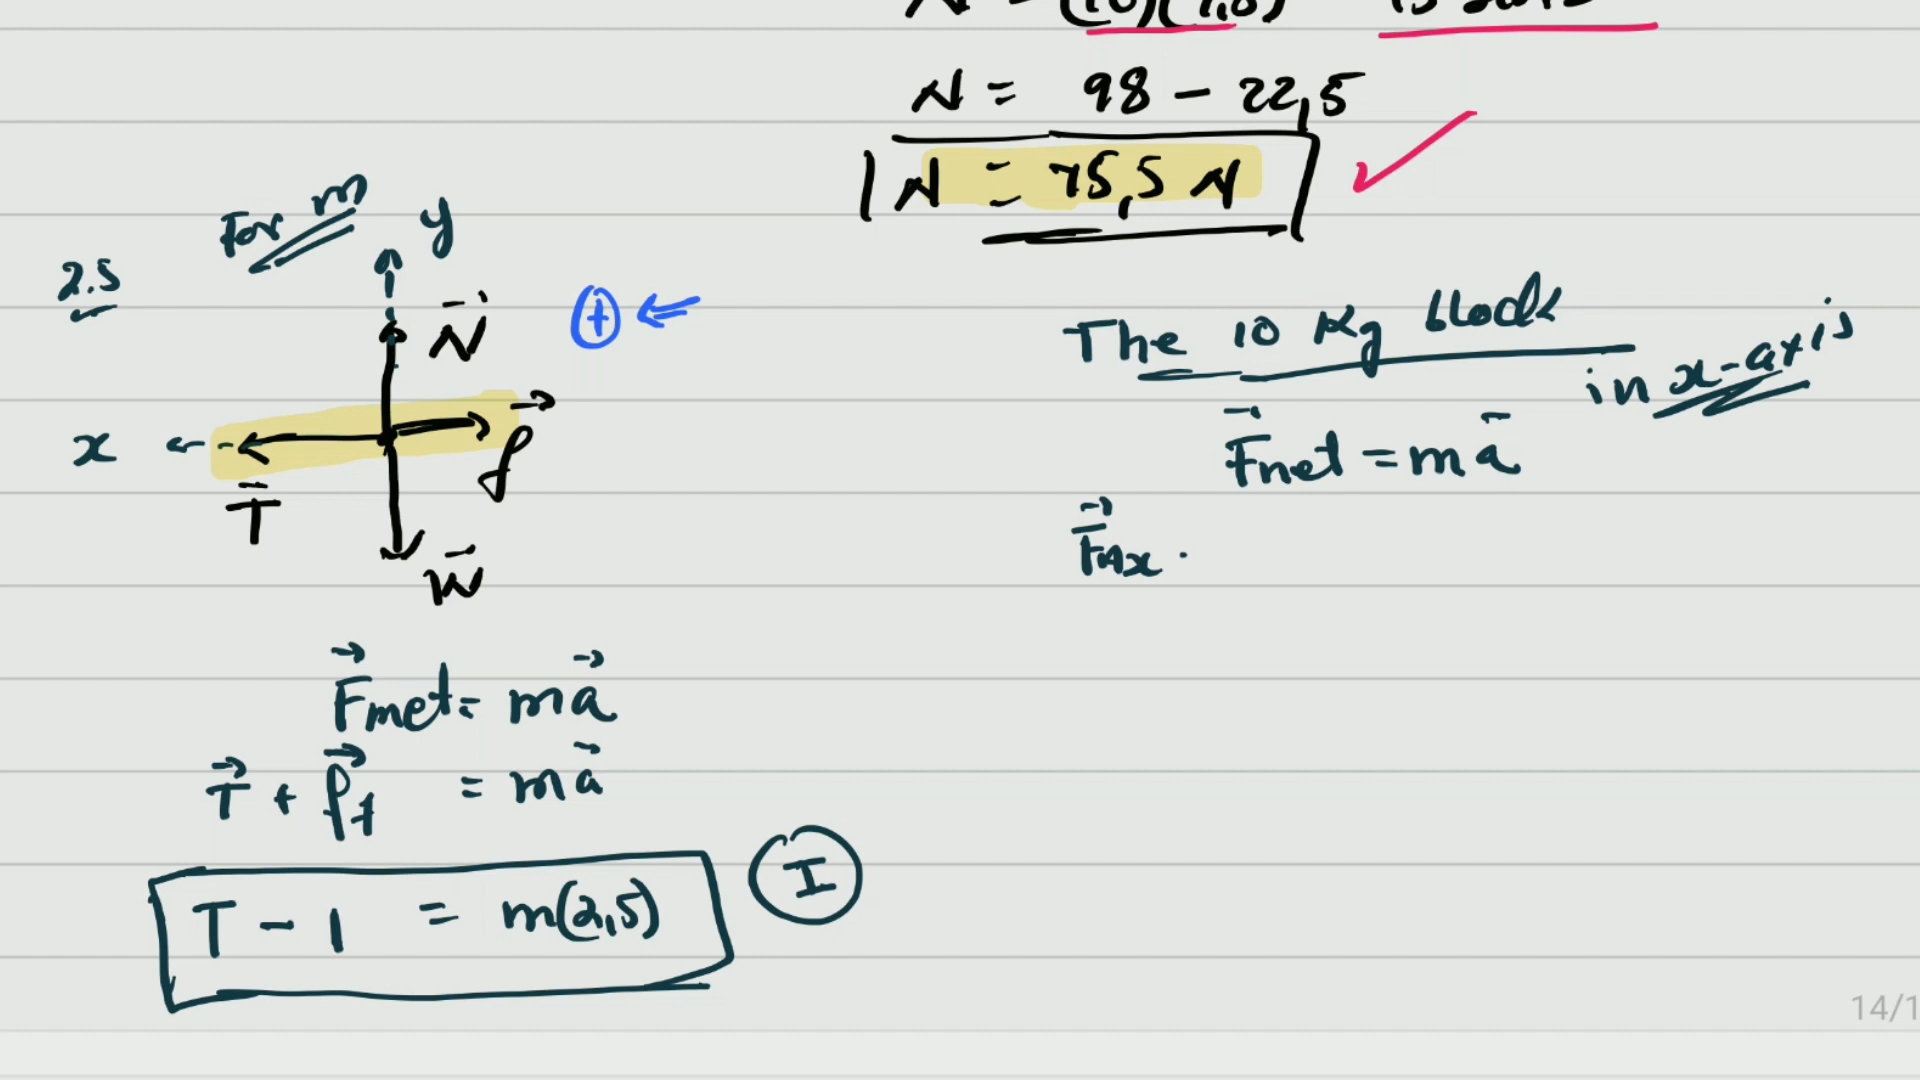 N = 98 - 22,5
N = 75,5 N
For m
y
2.5
N
+ ←
x
f
T
W
Fnet = ma
T + ff = ma
T - 1 = m(2,5)
I
The 10 kg block
in x-axis
Fnet = ma
FAx
14/1